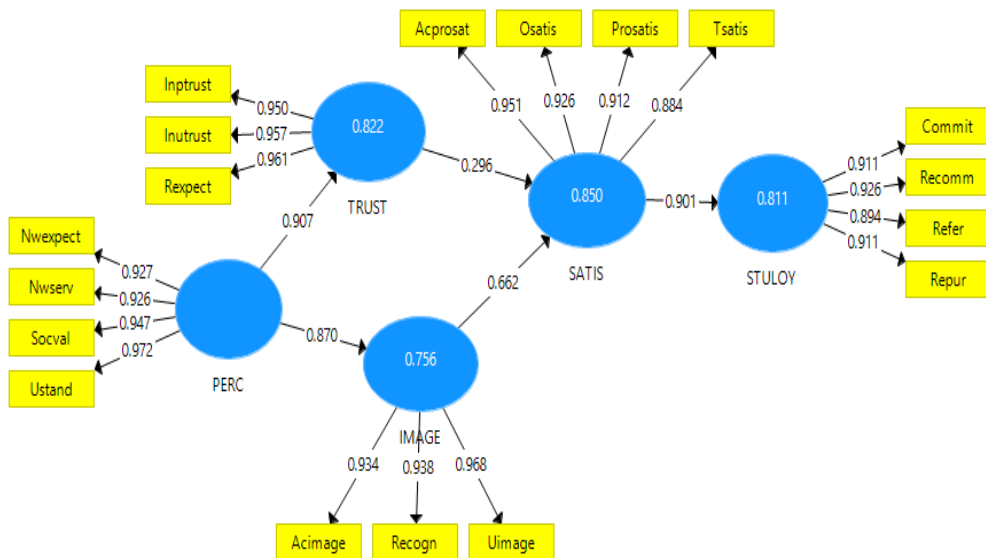 Acprosat
Osatis
Prosatis
Tsatis
0.951
0.926
0.912
0.884
Inptrust
Inutrust
Rexpect
0.950
0.957
0.961
0.822
TRUST
0.296
0.907
Nwexpect
Nwserv
Socval
Ustand
0.927
0.926
0.947
0.972
PERC
0.870
0.756
IMAGE
0.662
0.850
SATIS
0.901
0.811
STULOY
0.911
0.926
0.894
0.911
Commit
Recomm
Refer
Repur
0.934
0.938
0.968
Acimage
Recogn
Uimage